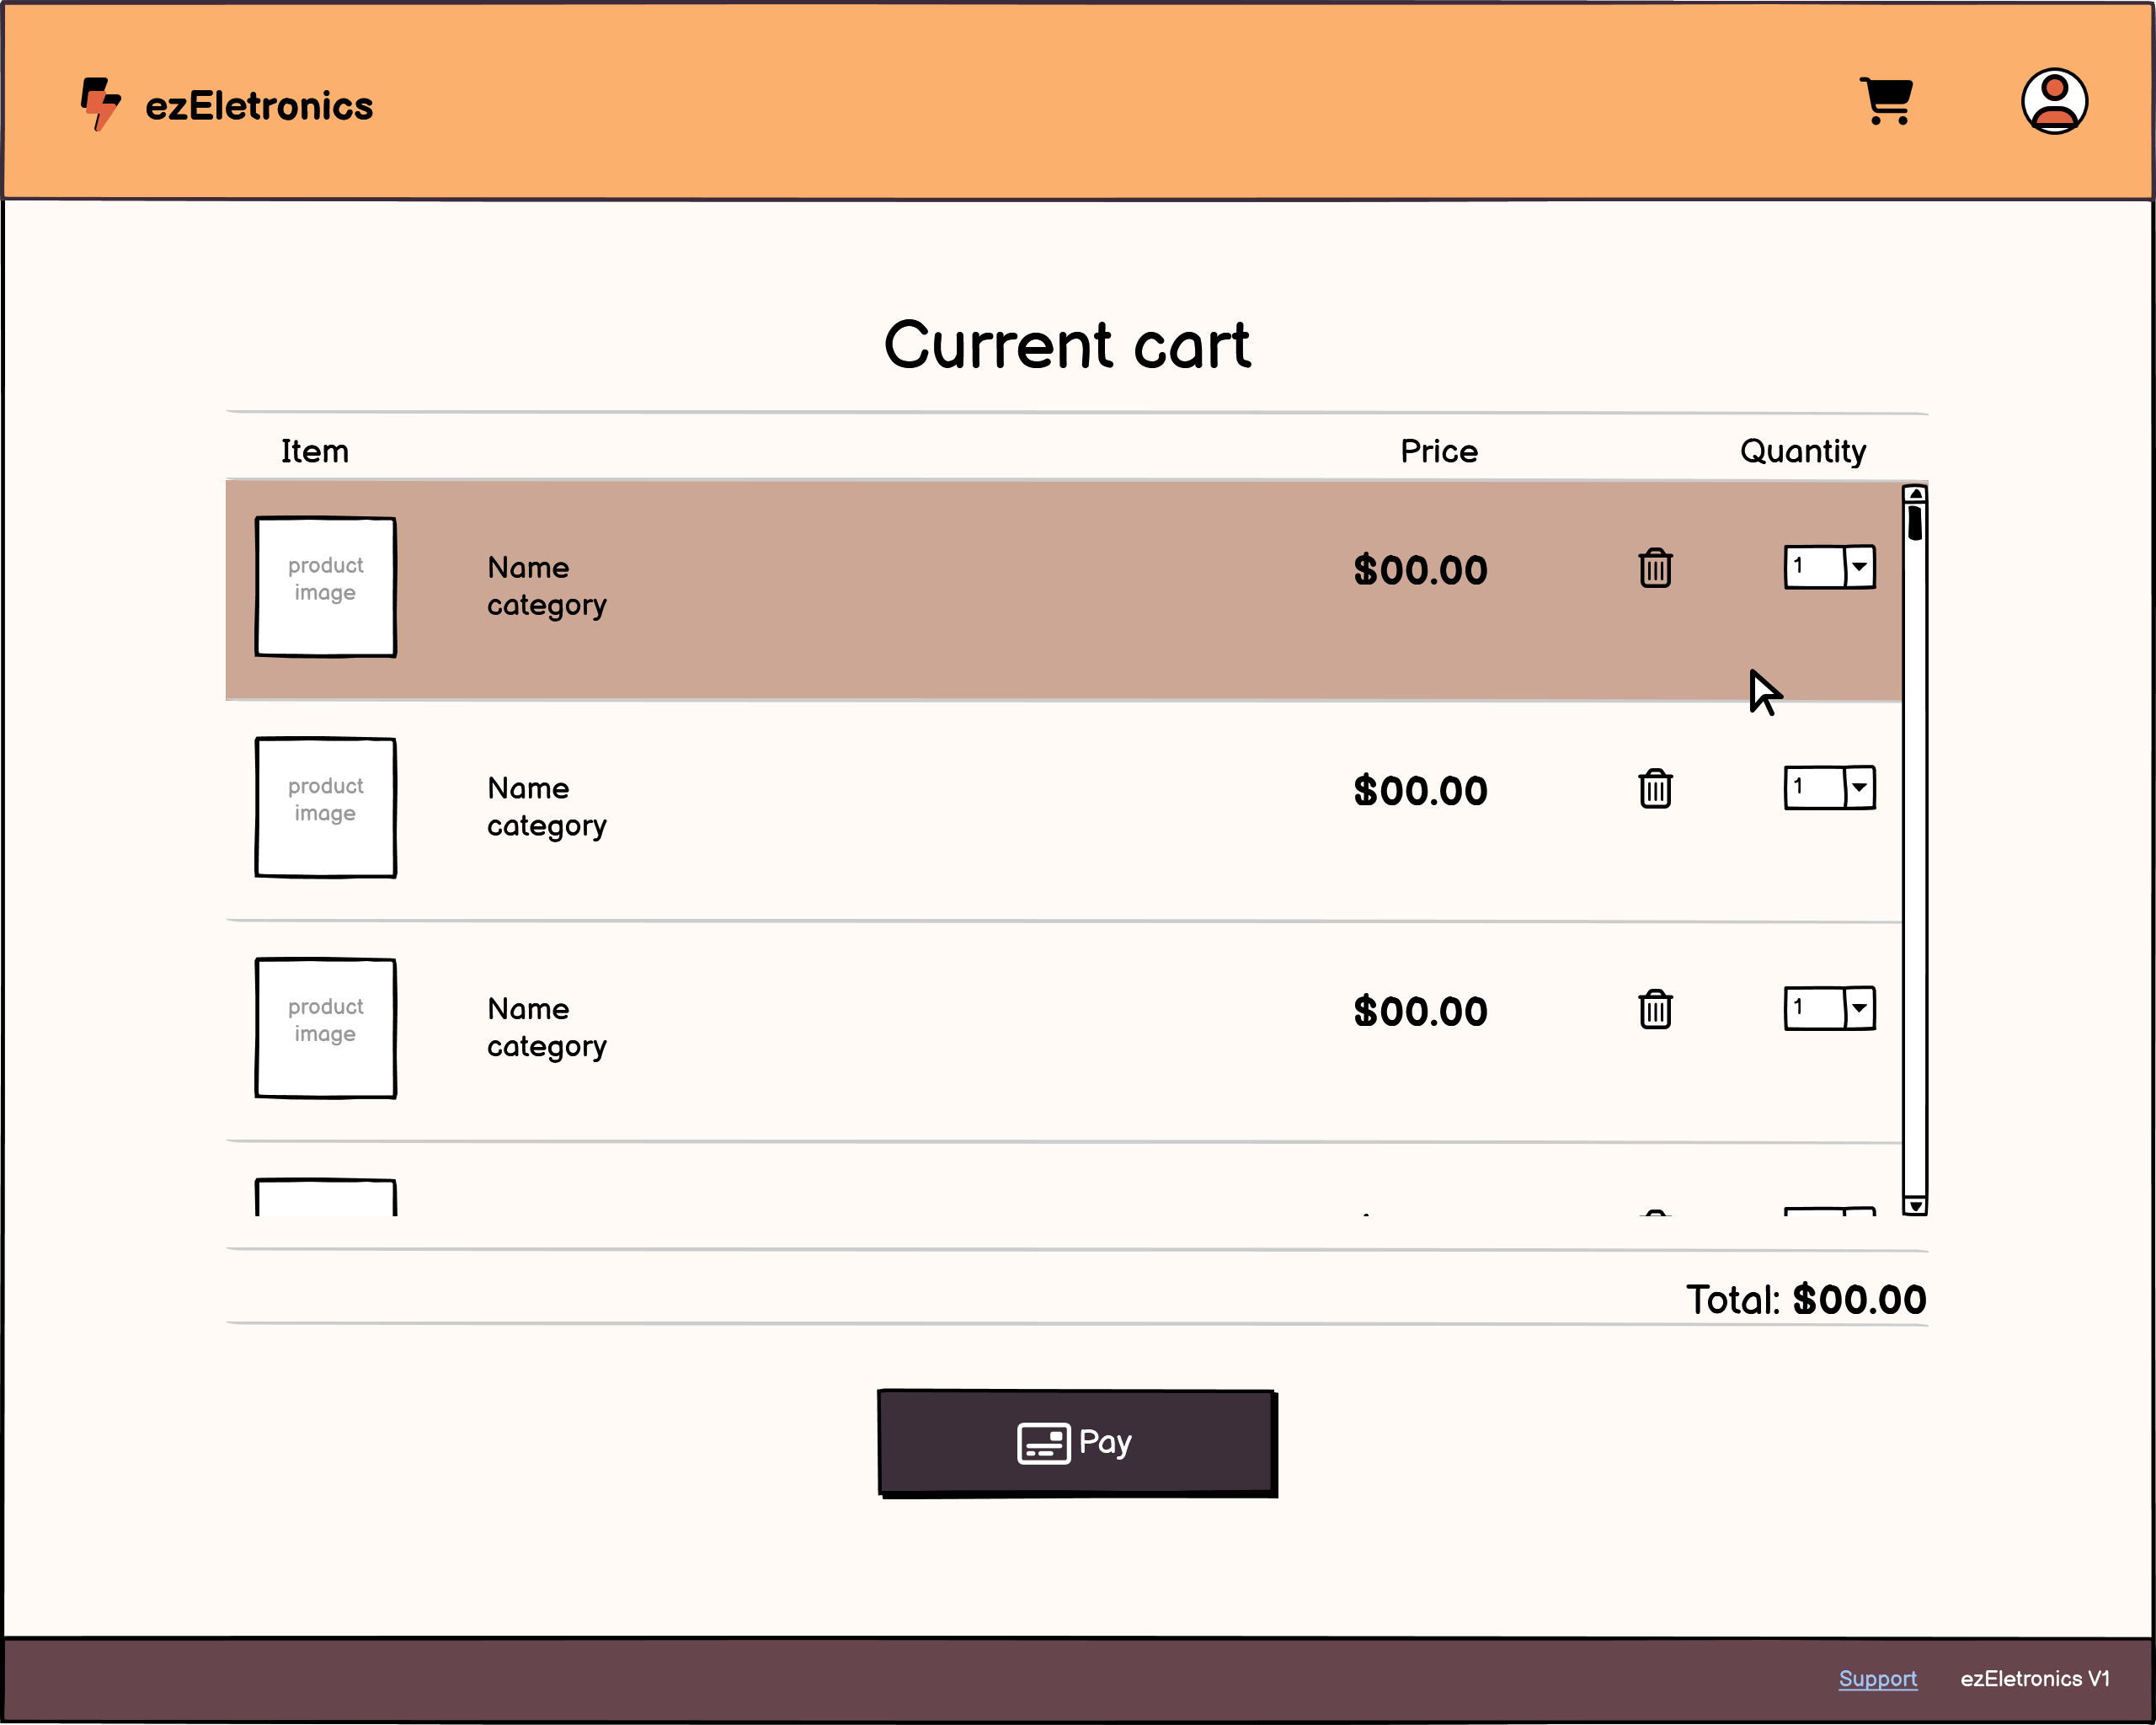 ezEletronics
Current cart
Item Price Quantity
product
image
Name
category
$00.00
1
product
image
Name
category
$00.00
1
product
image
Name
category
$00.00
1
Total: $00.00
Pay
Support ezEletronics V1